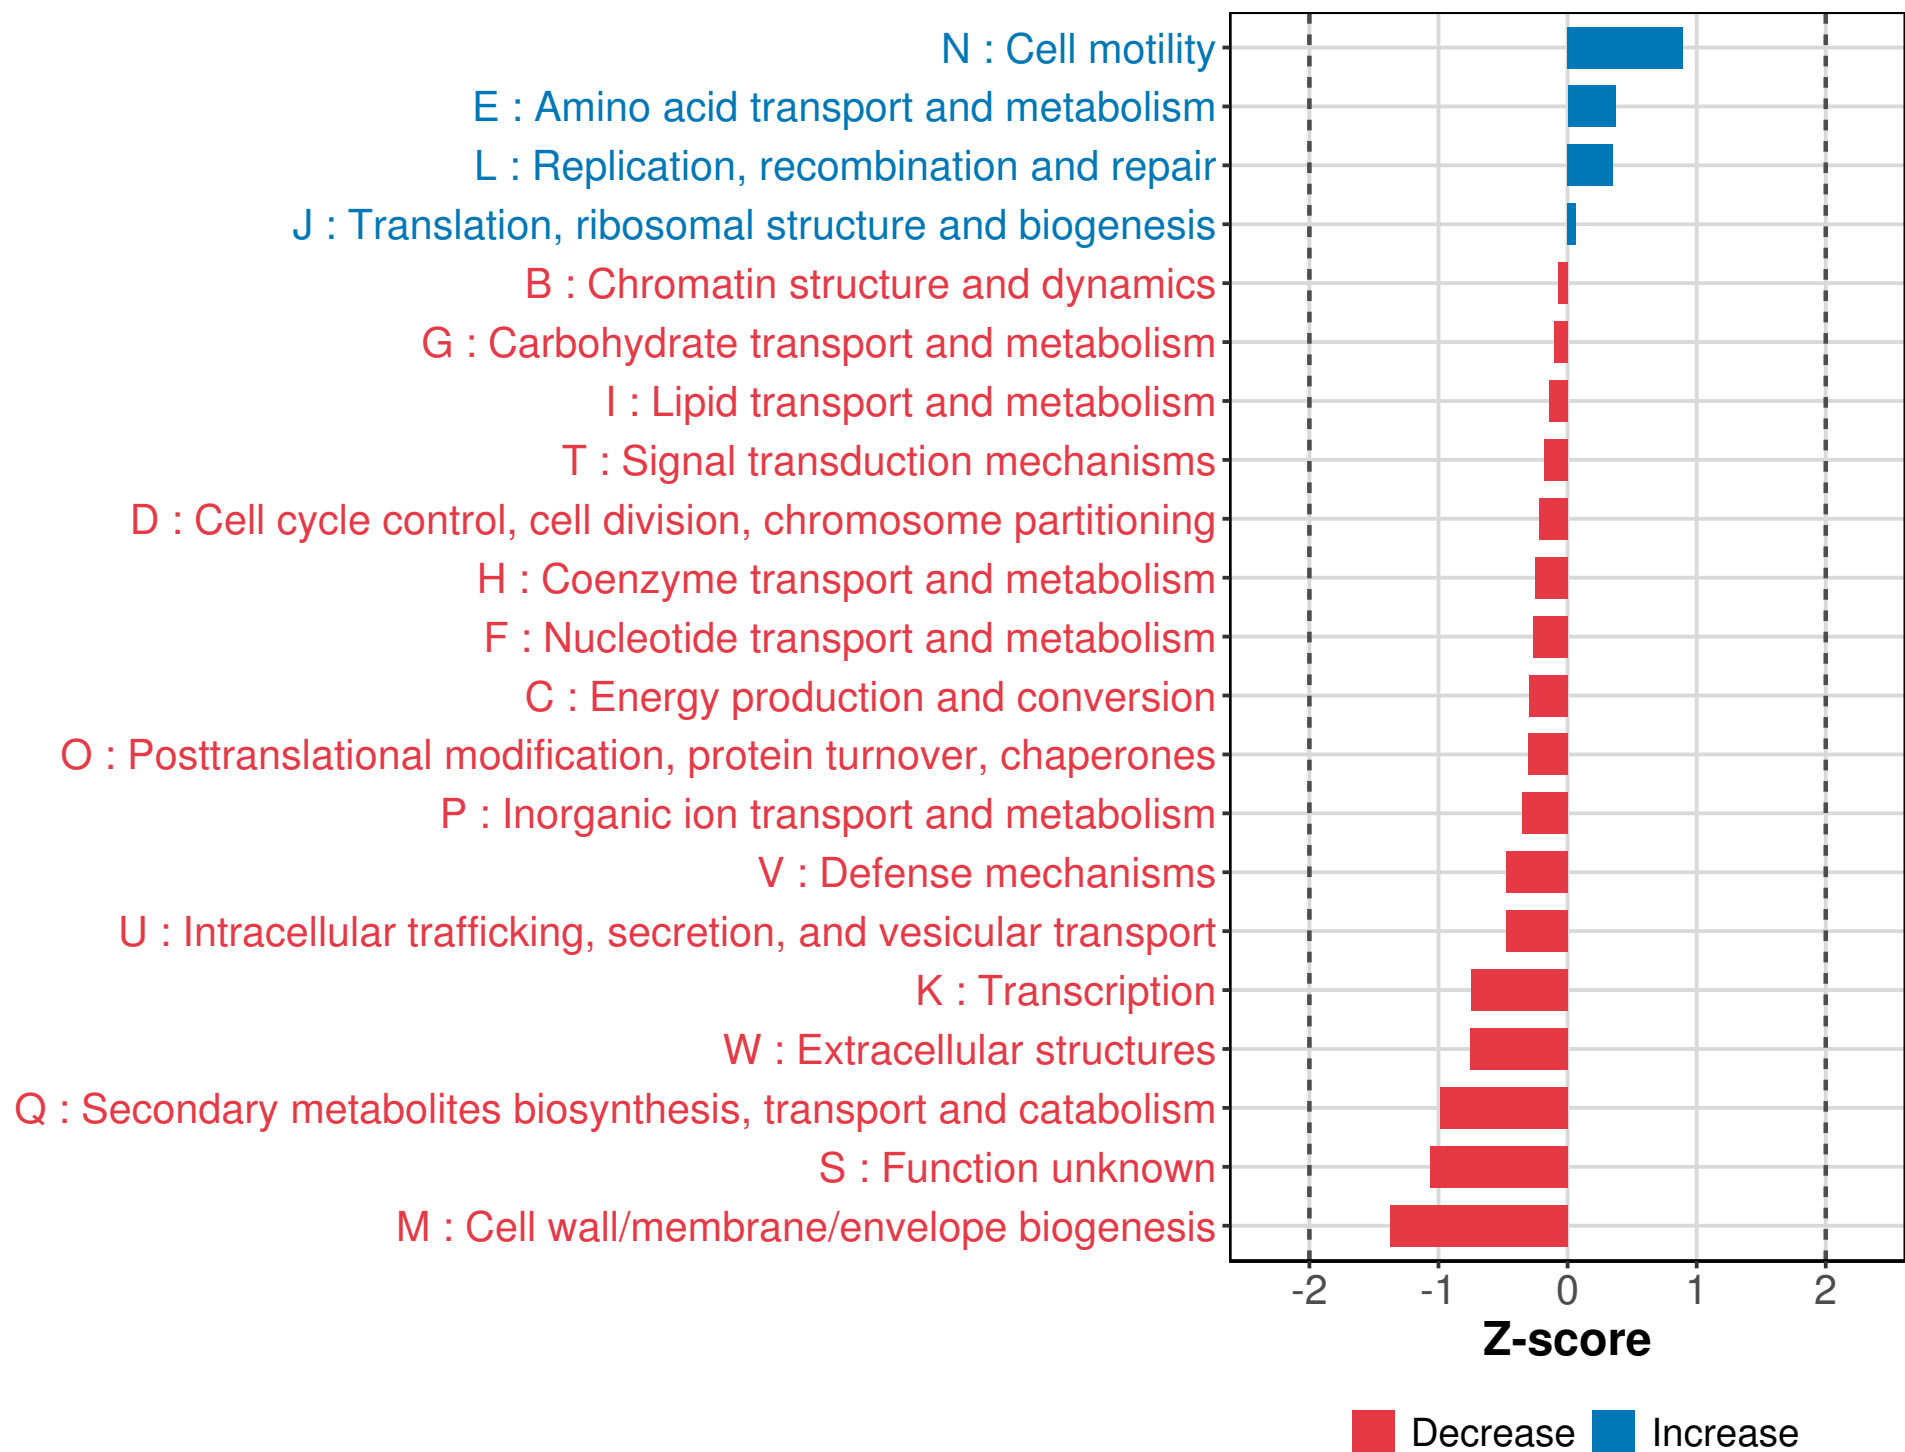 N : Cell motility
E : Amino acid transport and metabolism
L : Replication, recombination and repair
J : Translation, ribosomal structure and biogenesis
B : Chromatin structure and dynamics
G : Carbohydrate transport and metabolism
I : Lipid transport and metabolism
T : Signal transduction mechanisms
D : Cell cycle control, cell division, chromosome partitioning
H : Coenzyme transport and metabolism
F : Nucleotide transport and metabolism
C : Energy production and conversion
O : Posttranslational modification, protein turnover, chaperones
P : Inorganic ion transport and metabolism
V : Defense mechanisms
U : Intracellular trafficking, secretion, and vesicular transport
K : Transcription
W : Extracellular structures
Q : Secondary metabolites biosynthesis, transport and catabolism
S : Function unknown
M : Cell wall/membrane/envelope biogenesis
-2 -1 0 1 2
Z-score
Decrease Increase